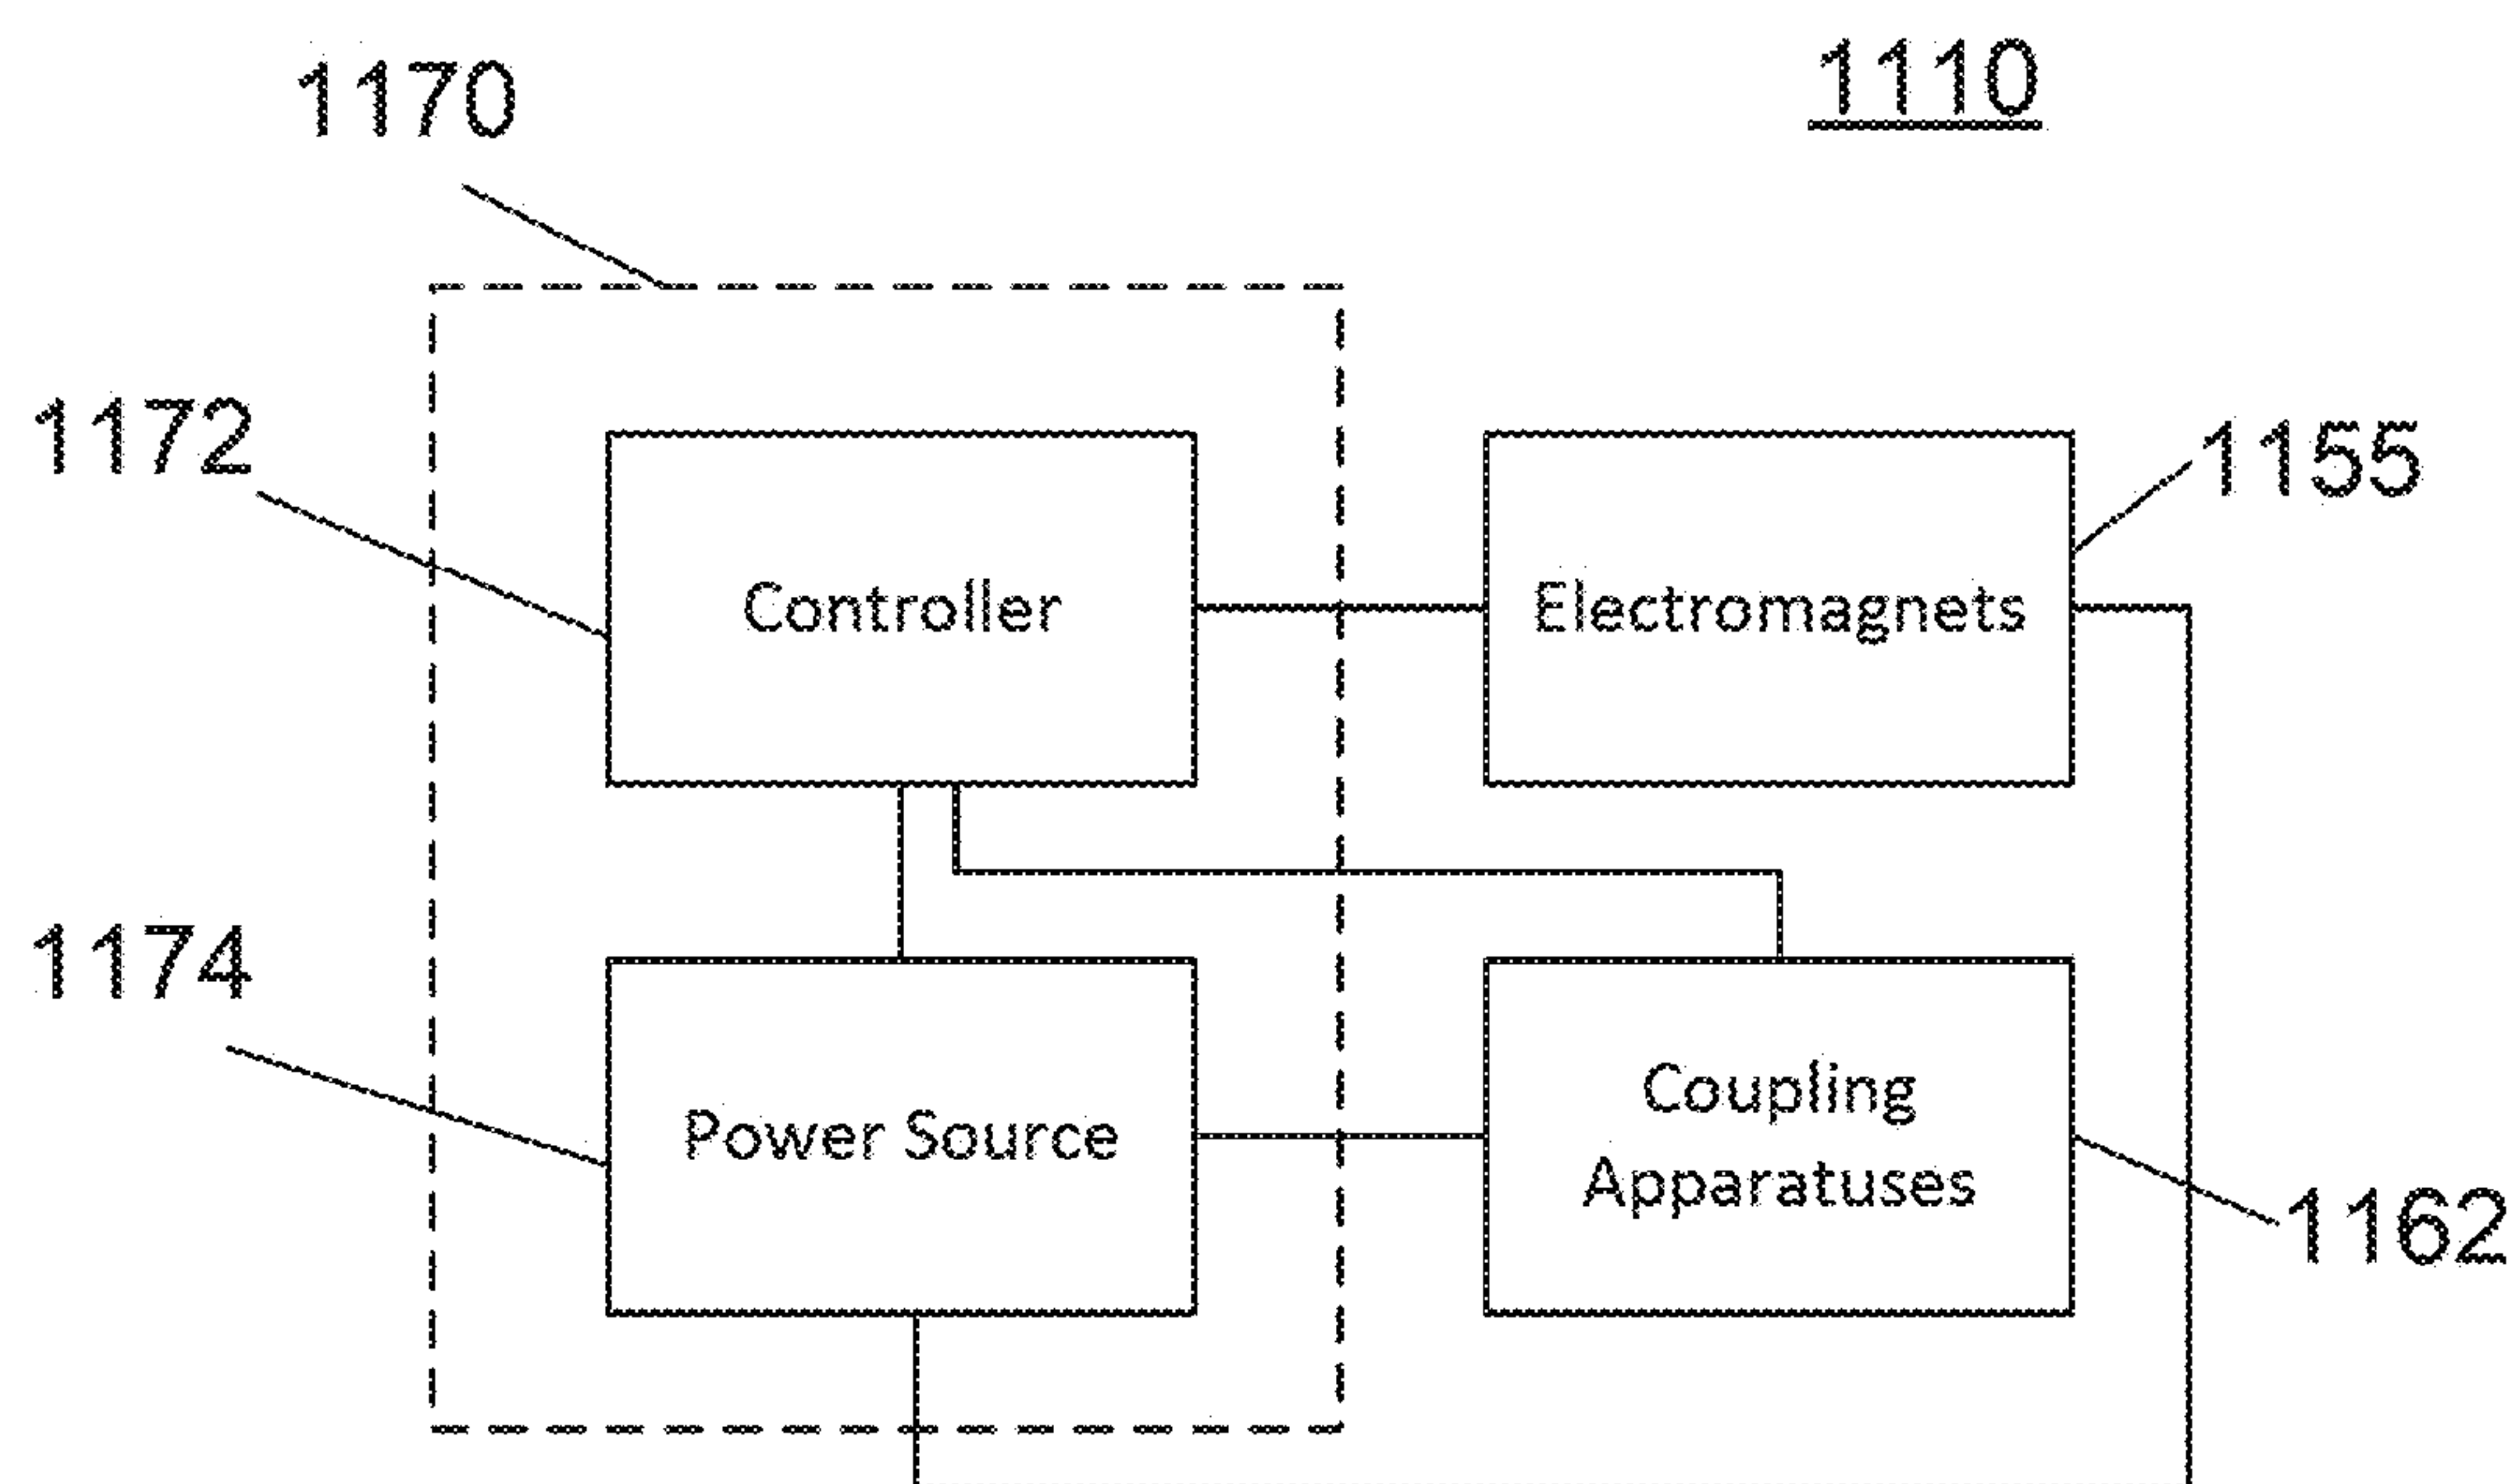 1170
1110
1172
Controller
Electromagnets
1155
1174
Power Source
Coupling
Apparatuses
1162